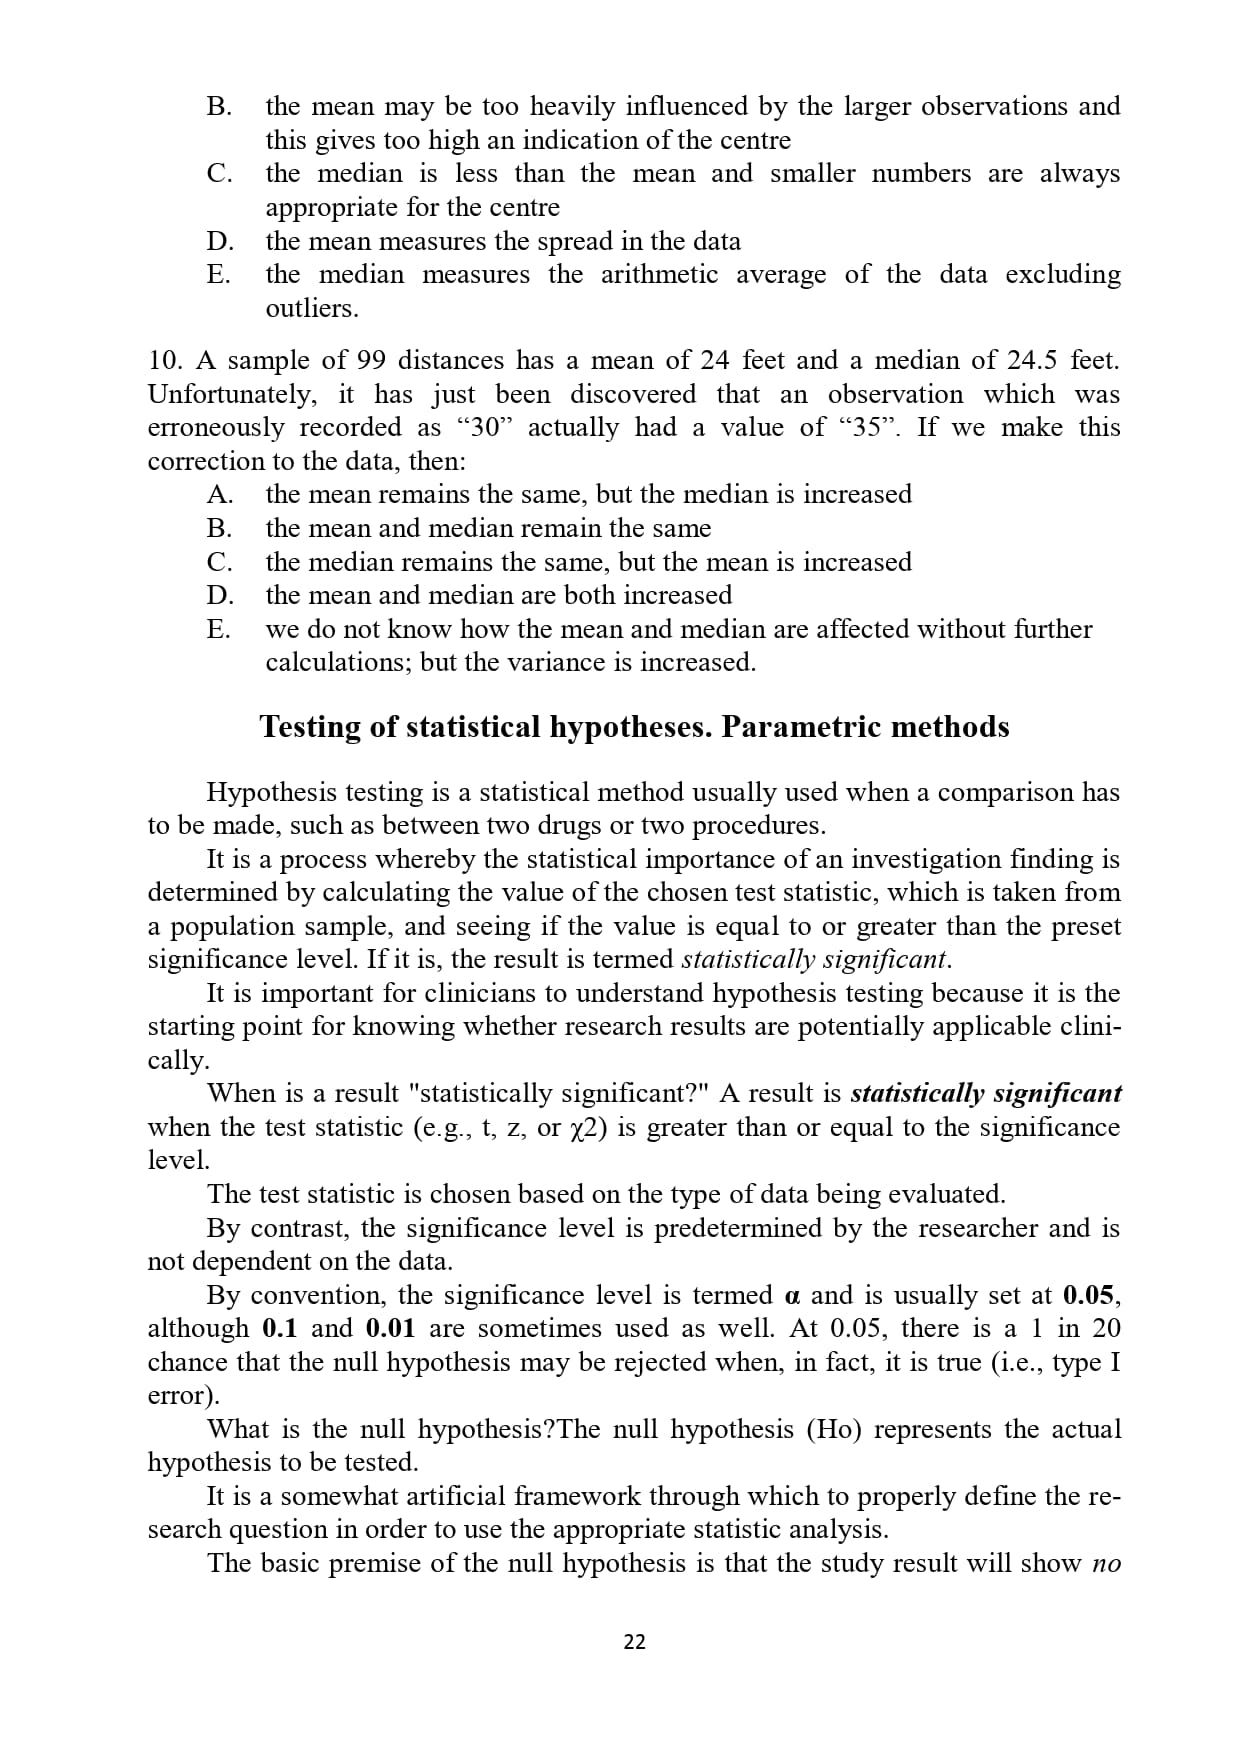 B. the mean may be too heavily influenced by the larger observations and
this gives too high an indication of the centre
C. the median is less than the mean and smaller numbers are always
appropriate for the centre
D. the mean measures the spread in the data
E. the median measures the arithmetic average of the data excluding
outliers.
10. A sample of 99 distances has a mean of 24 feet and a median of 24.5 feet.
Unfortunately, it has just been discovered that an observation which was
erroneously recorded as “30” actually had a value of “35”. If we make this
correction to the data, then:
A. the mean remains the same, but the median is increased
B. the mean and median remain the same
C. the median remains the same, but the mean is increased
D. the mean and median are both increased
E. we do not know how the mean and median are affected without further
calculations; but the variance is increased.
Testing of statistical hypotheses. Parametric methods
Hypothesis testing is a statistical method usually used when a comparison has
to be made, such as between two drugs or two procedures.
It is a process whereby the statistical importance of an investigation finding is
determined by calculating the value of the chosen test statistic, which is taken from
a population sample, and seeing if the value is equal to or greater than the preset
significance level. If it is, the result is termed statistically significant.
It is important for clinicians to understand hypothesis testing because it is the
starting point for knowing whether research results are potentially applicable clini-
cally.
When is a result "statistically significant?" A result is statistically significant
when the test statistic (e.g., t, z, or χ2) is greater than or equal to the significance
level.
The test statistic is chosen based on the type of data being evaluated.
By contrast, the significance level is predetermined by the researcher and is
not dependent on the data.
By convention, the significance level is termed α and is usually set at 0.05,
although 0.1 and 0.01 are sometimes used as well. At 0.05, there is a 1 in 20
chance that the null hypothesis may be rejected when, in fact, it is true (i.e., type I
error).
What is the null hypothesis?The null hypothesis (Ho) represents the actual
hypothesis to be tested.
It is a somewhat artificial framework through which to properly define the re-
search question in order to use the appropriate statistic analysis.
The basic premise of the null hypothesis is that the study result will show no
22